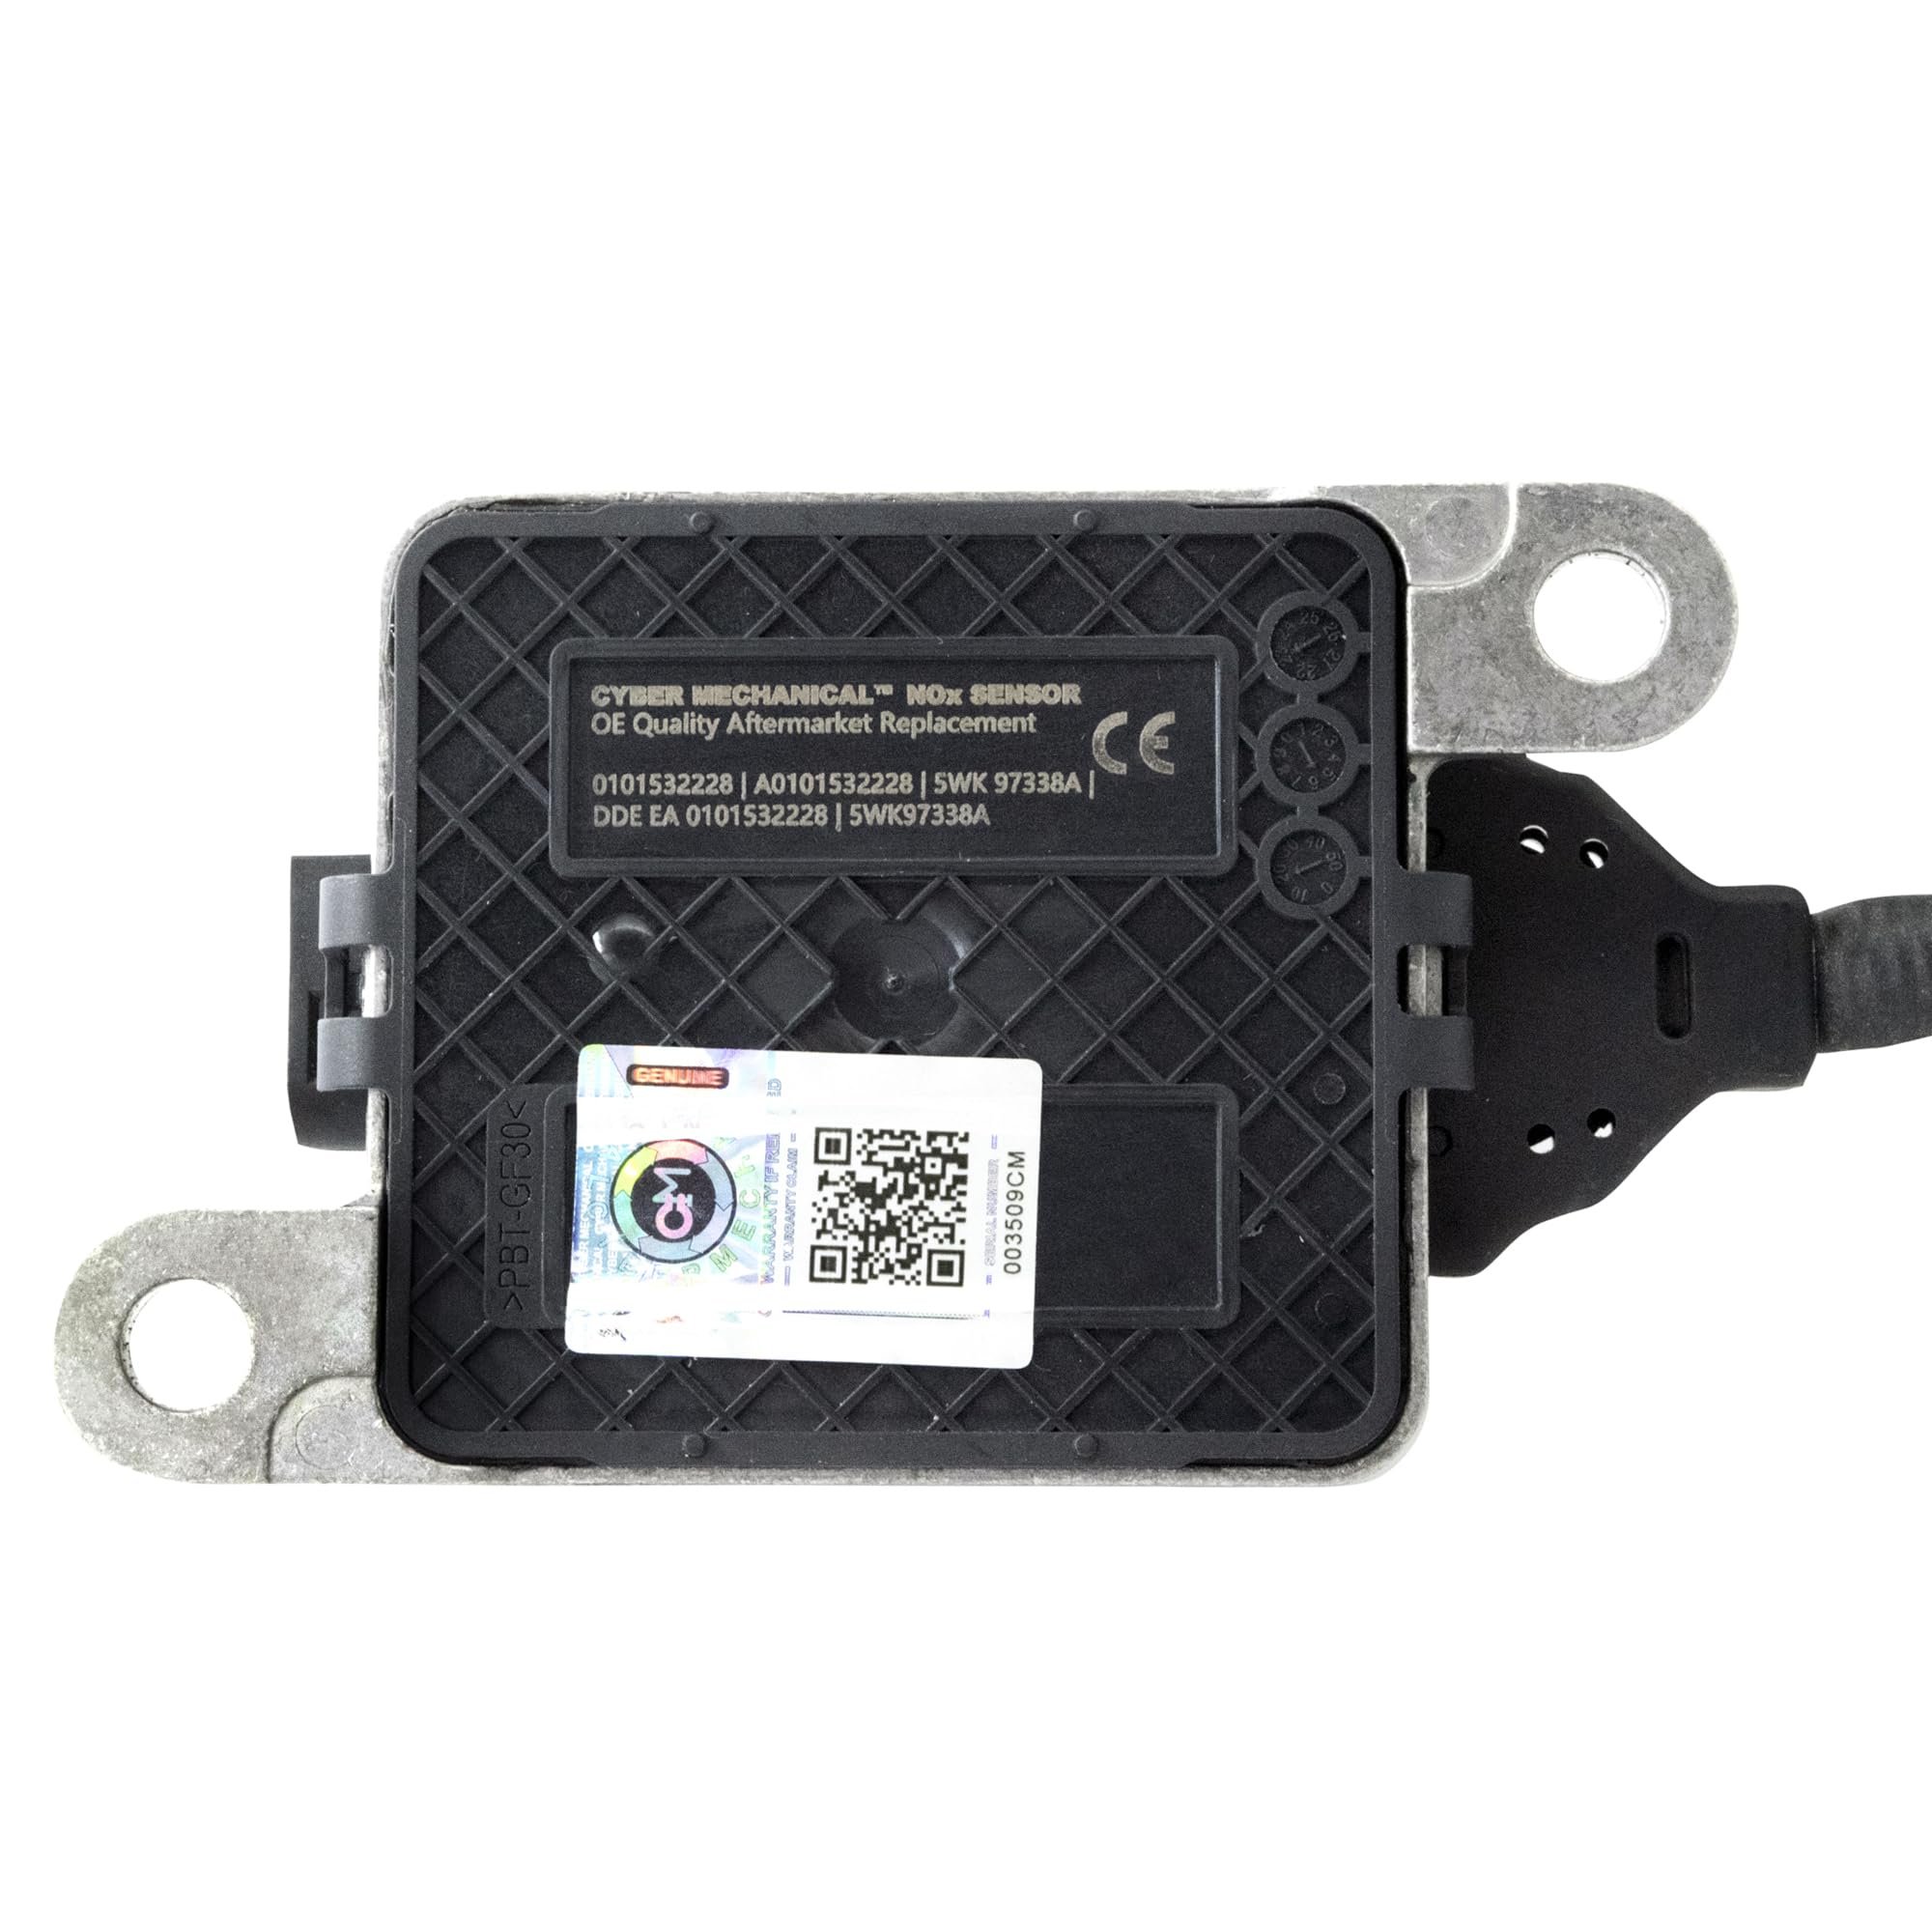 CYBER MECHANICAL™ NOx SENSOR
OE Quality Aftermarket Replacement
CE
0101532228 | A0101532228 | 5WK 97338A |
DDE EA 0101532228 | 5WK97338A
GENUINE
CM
WARRANTY IF RE
WARRANTY CLAIM
SERIAL NUMBER
003509CM
>PBT-GF30<